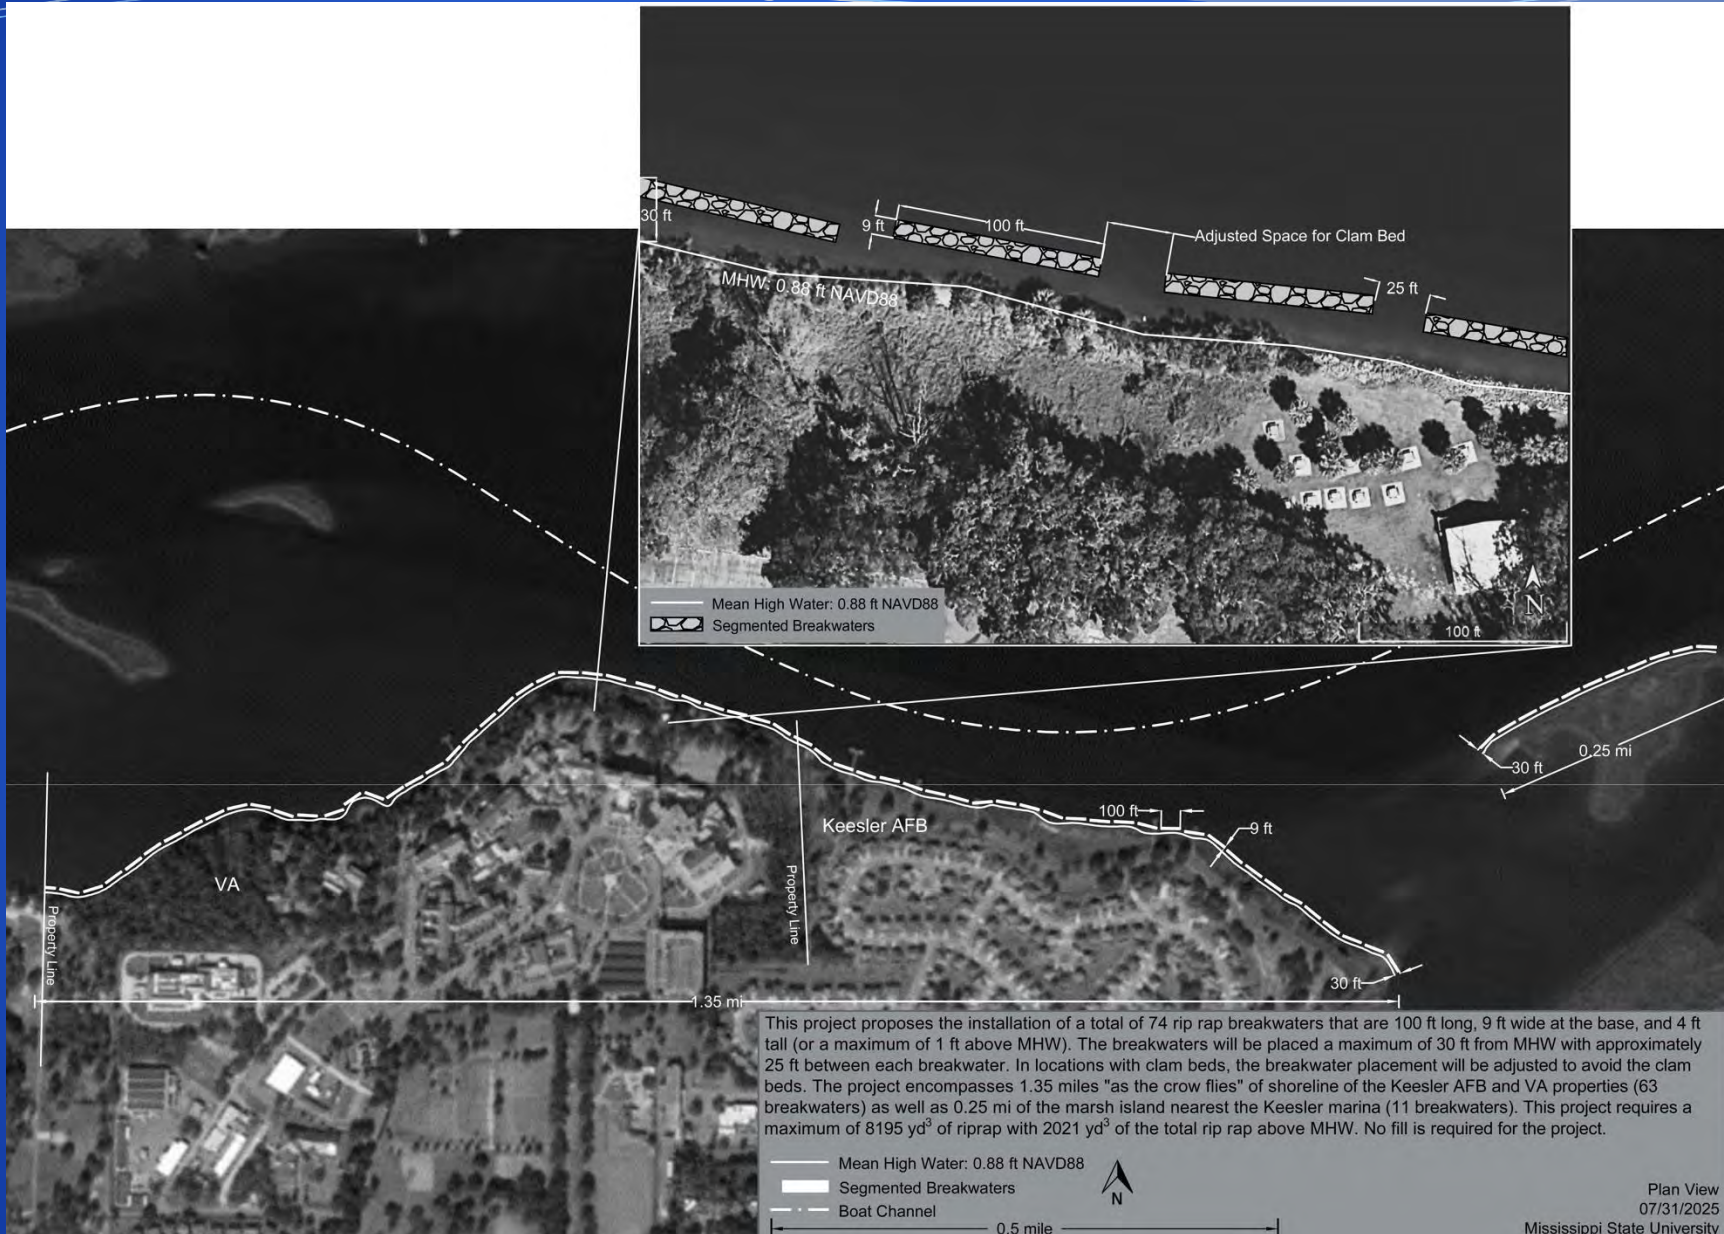 30 ft
9 ft
100 ft
Adjusted Space for Clam Bed
MHW: 0.88 ft NAVD88
25 ft
Mean High Water: 0.88 ft NAVD88
Segmented Breakwaters
N
100 ft
0.25 mi
30 ft
100 ft
9 ft
Keesler AFB
VA
Property Line
Property Line
30 ft
1.35 mi
This project proposes the installation of a total of 74 rip rap breakwaters that are 100 ft long, 9 ft wide at the base, and 4 ft
tall (or a maximum of 1 ft above MHW). The breakwaters will be placed a maximum of 30 ft from MHW with approximately
25 ft between each breakwater. In locations with clam beds, the breakwater placement will be adjusted to avoid the clam
beds. The project encompasses 1.35 miles "as the crow flies" of shoreline of the Keesler AFB and VA properties (63
breakwaters) as well as 0.25 mi of the marsh island nearest the Keesler marina (11 breakwaters). This project requires a
maximum of 8195 yd³ of riprap with 2021 yd³ of the total rip rap above MHW. No fill is required for the project.
Mean High Water: 0.88 ft NAVD88
Segmented Breakwaters
Boat Channel
N
0.5 mile
Plan View
07/31/2025
Mississippi State University